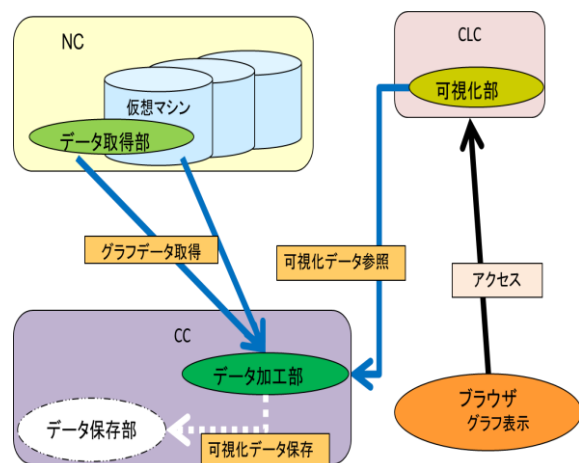 NC
仮想マシン
データ取得部
CLC
可視化部
グラフデータ取得
可視化データ参照
アクセス
CC
データ加工部
データ保存部
可視化データ保存
ブラウザ
グラフ表示